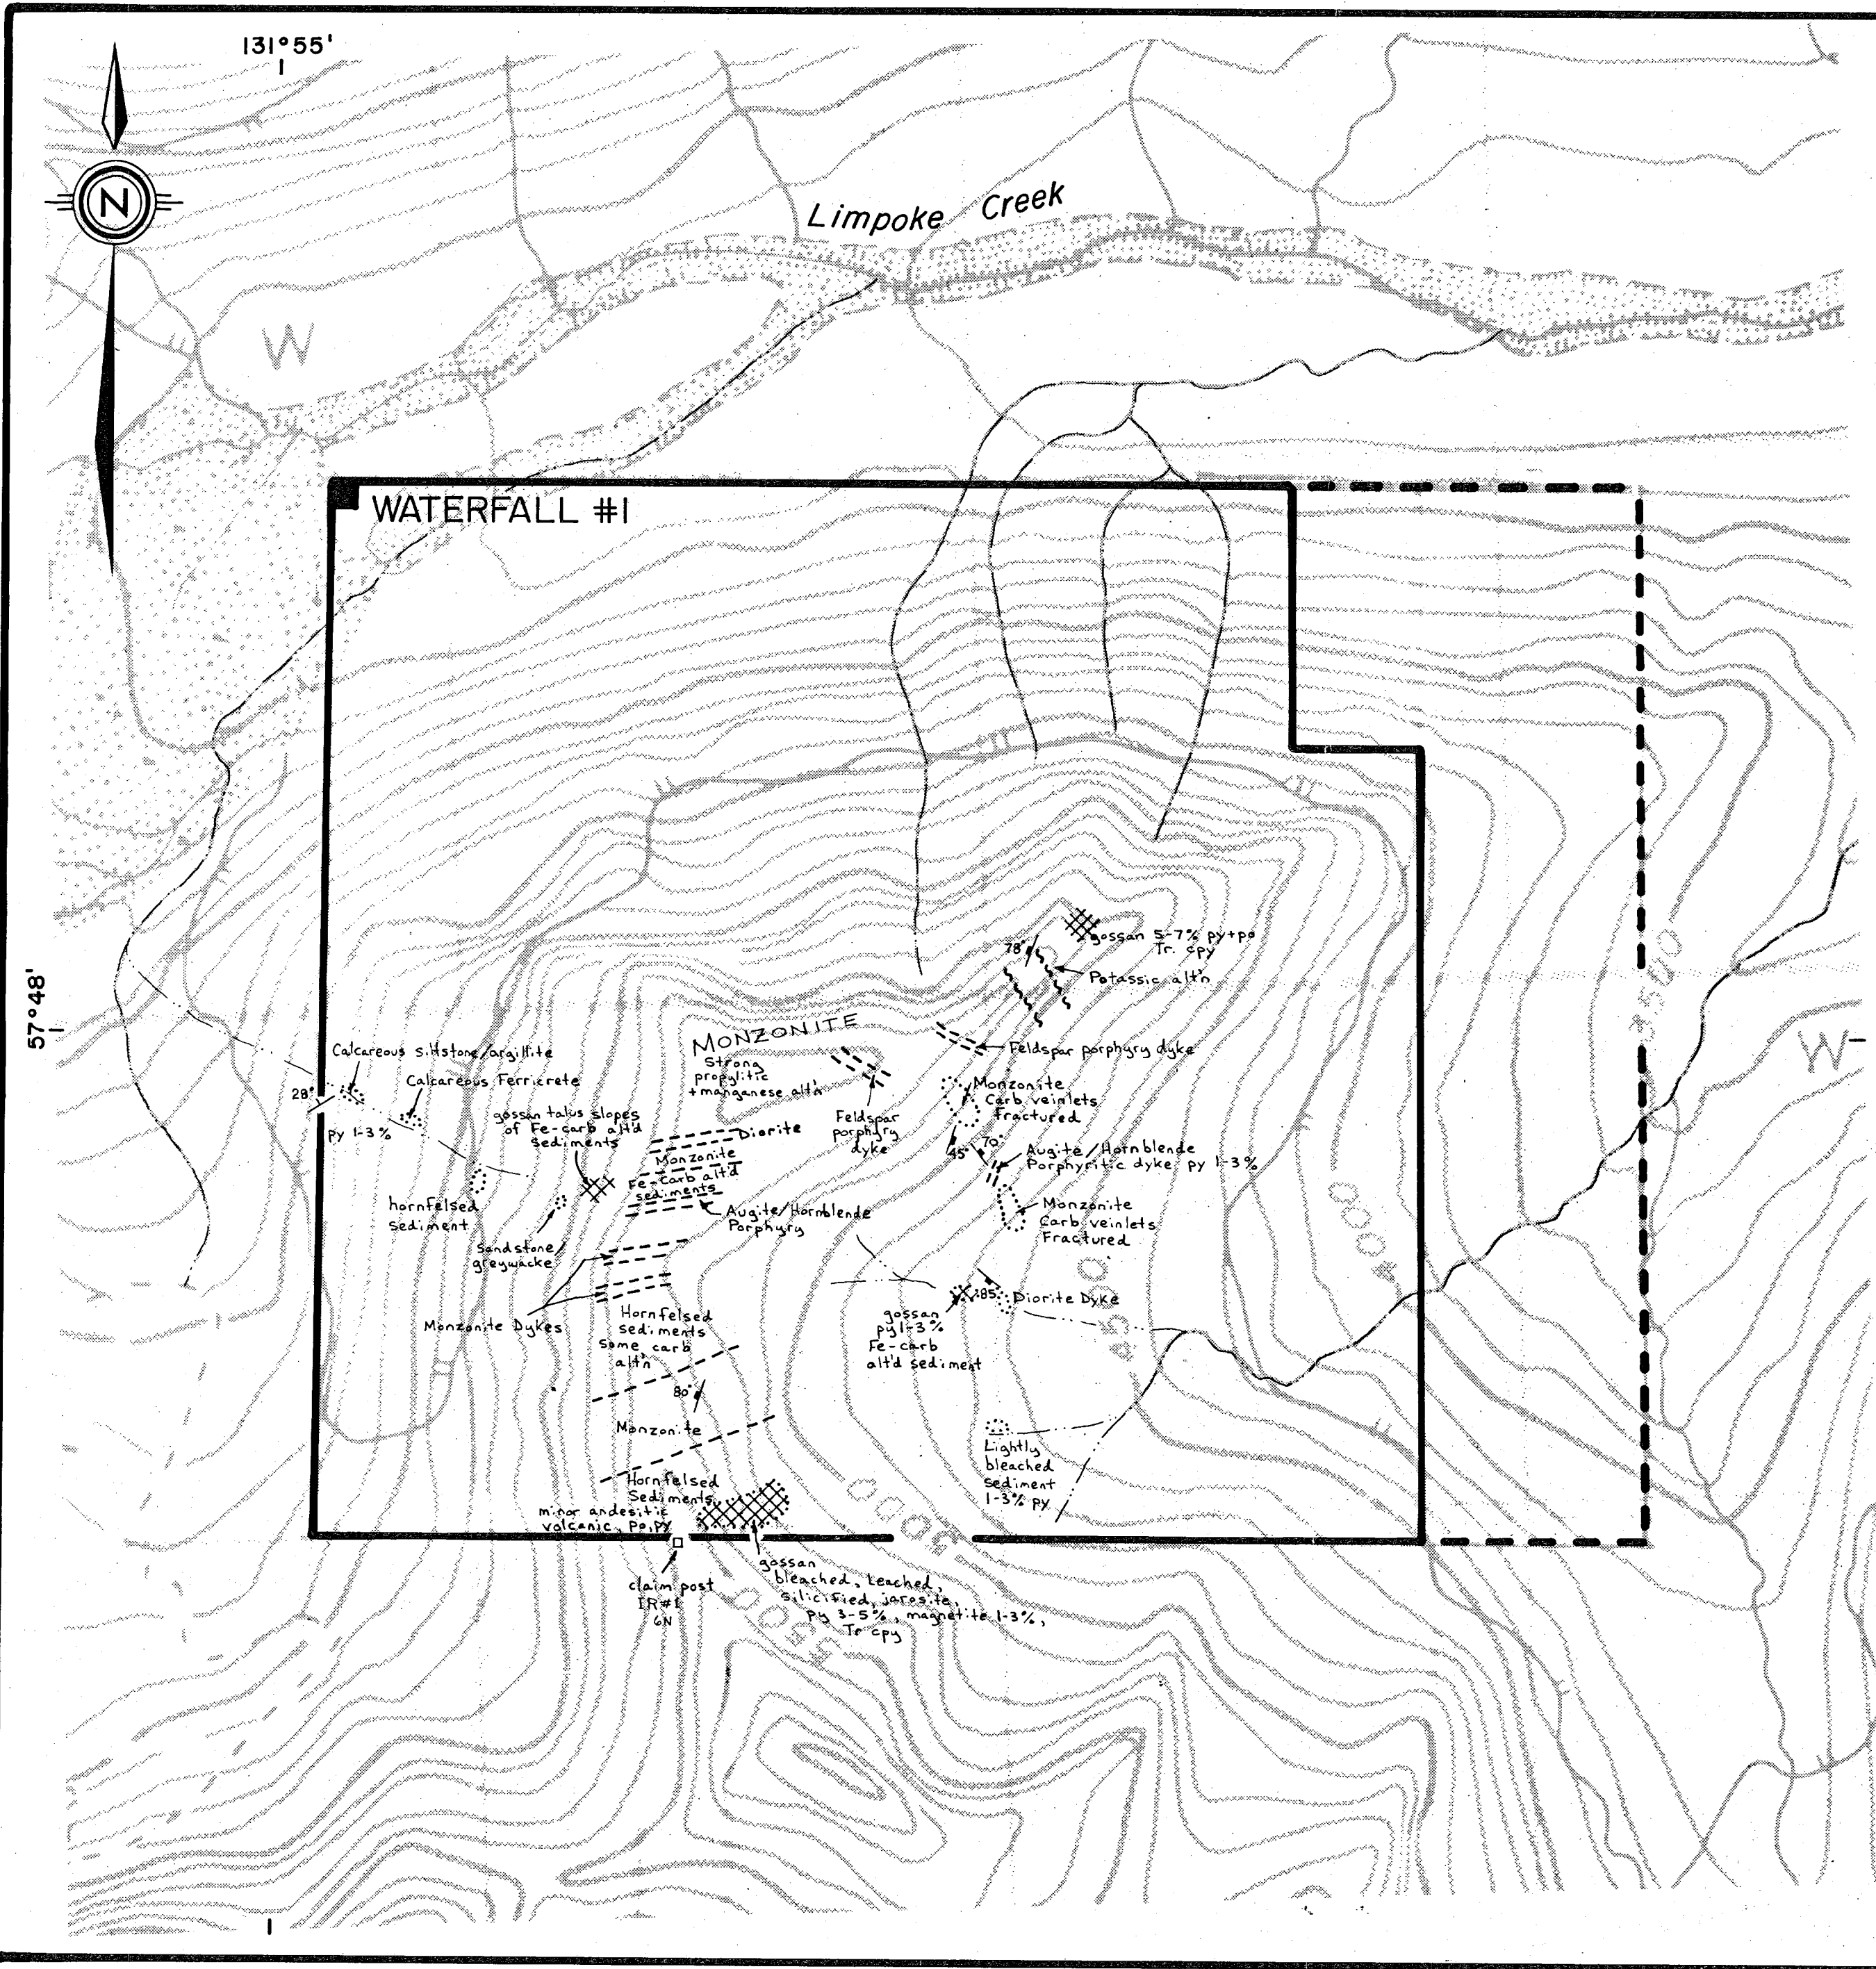 131°55'
N
Limpoke Creek
W
WATERFALL #1
gossan 5-7% py+po
Tr. cpy
78°
Potassic alt'n
3500
57°48'
W
MONZONITE
Strong
propylitic
+manganese alt'n
Feldspar porphyry dyke
Calcareous siltstone/argillite
Calcareous Ferricrete
28°
py 1-3%
gossan talus slopes
of Fe-carb alt'd
sediments
Diorite
Monzonite
Fe-carb alt'd
sediments
Feldspar
porphyry
dyke
Monzonite
Carb veinlets
fractured
70°
45°
Augite/Hornblende
Porphyritic dyke py 1-3%
hornfelsed
sediment
Sandstone/
greywacke
Augite/Hornblende
Porphyry
Monzonite
Carb veinlets
Fractured
4000
4500
Monzonite Dykes
Hornfelsed
sediments
Some carb
alt'n
85°
Diorite Dyke
gossan
py 1-3%
Fe-carb
alt'd sediment
80°
Monzonite
Lightly
bleached
sediment
1-3% py
Hornfelsed
Sediments,
minor andesitic
volcanic, po, py
5000
claim post
IR#1
6N
gossan
bleached, leached,
silicified, jarosite,
py 3-5%, magnetite 1-3%,
Tr cpy
5500